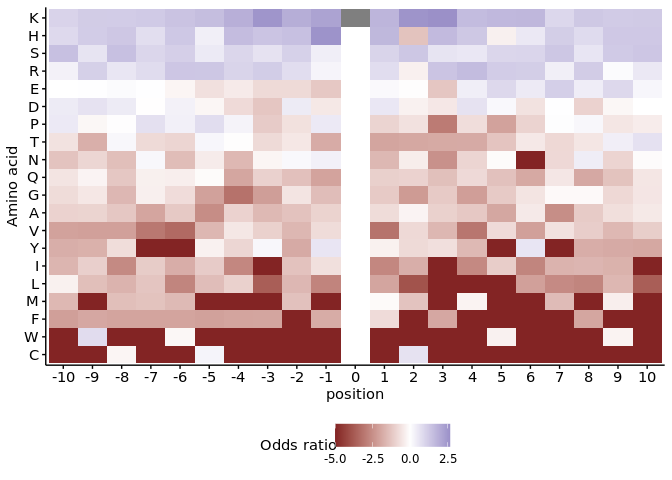 K
H
S
R
E
D
P
T
N
Q
G
A
V
Y
I
L
M
F
W
C
Amino acid
-10 -9 -8 -7 -6 -5 -4 -3 -2 -1 0 1 2 3 4 5 6 7 8 9 10
position
Odds ratio
-5.0 -2.5 0.0 2.5